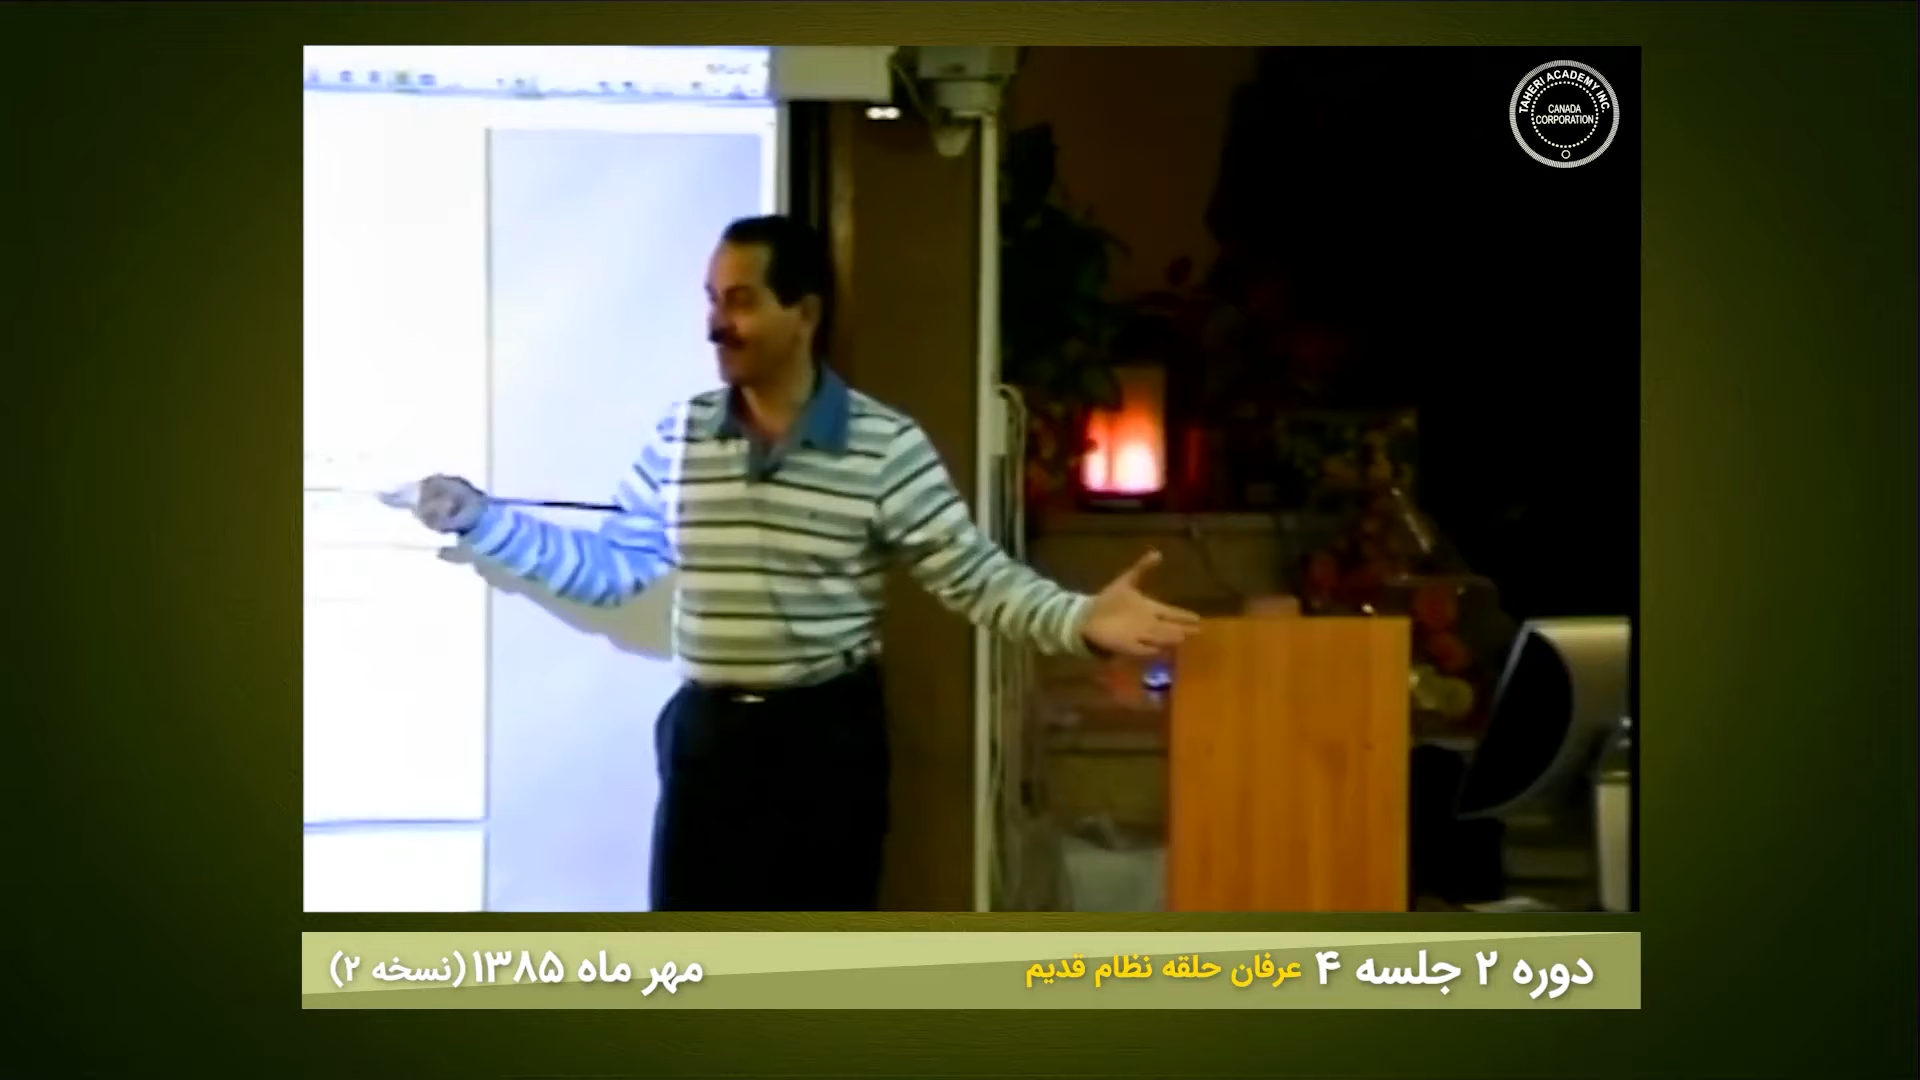 TAHERI ACADEMY INC.
CANADA
CORPORATION
دوره ۲ جلسه ۴ عرفان حلقه نظام قدیم
مهر ماه ۱۳۸۵ (نسخه ۲)